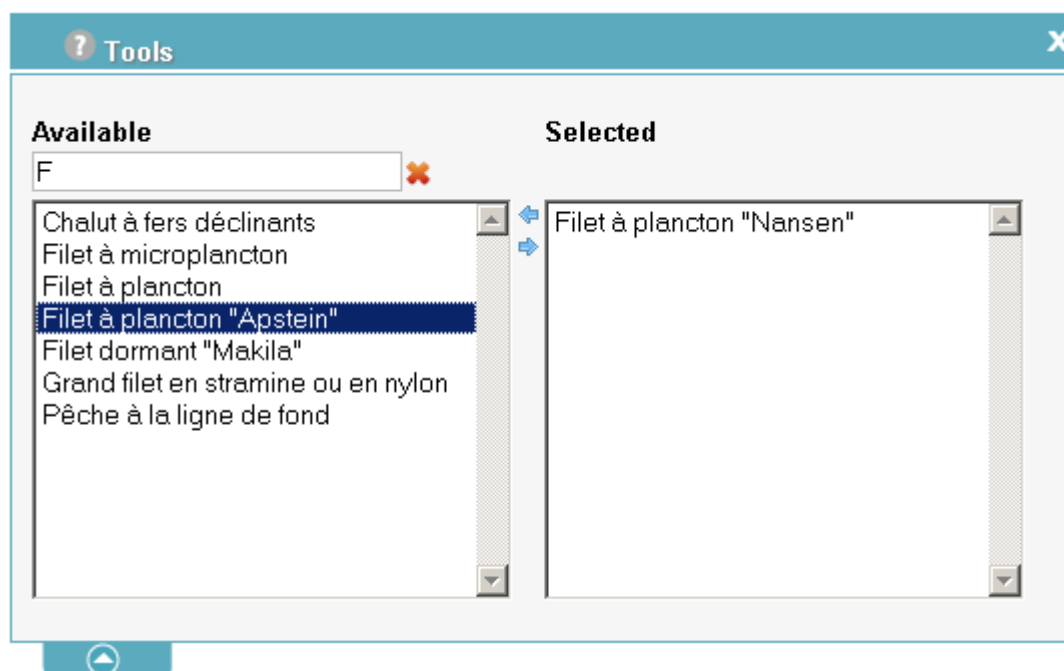 Tools
X
Available
Selected
F
Chalut à fers déclinants
Filet à microplancton
Filet à plancton
Filet à plancton "Apstein"
Filet dormant "Makila"
Grand filet en stramine ou en nylon
Pêche à la ligne de fond
Filet à plancton "Nansen"